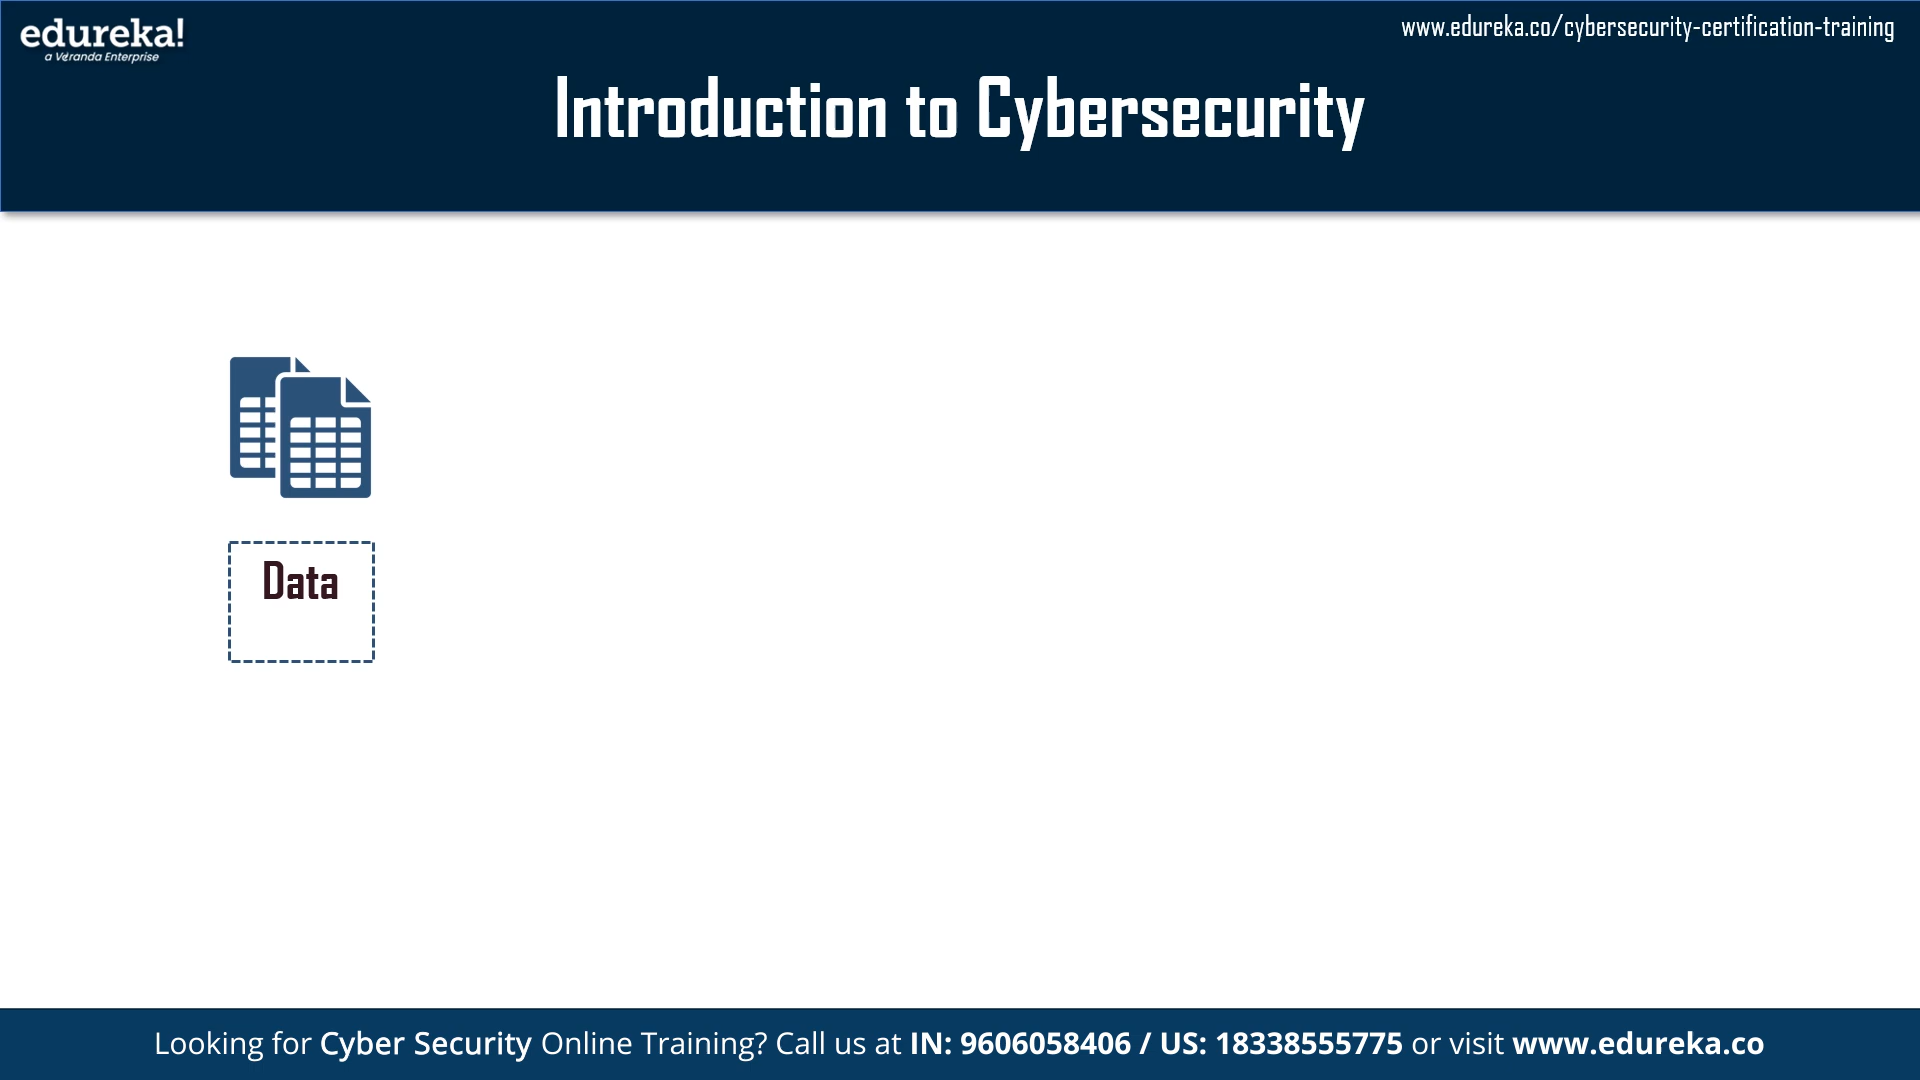 edureka!
a Veranda Enterprise
www.edureka.co/cybersecurity-certification-training
Introduction to Cybersecurity
Data
Looking for Cyber Security Online Training? Call us at IN: 9606058406 / US: 18338555775 or visit www.edureka.co